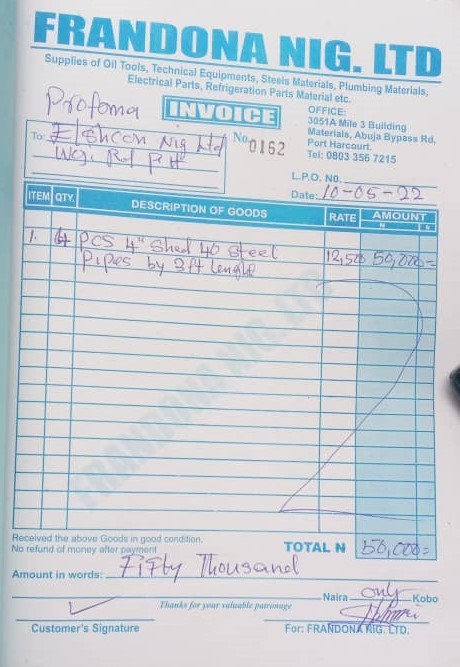 FRANDONA NIG. LTD
Supplies of Oil Tools, Technical Equipments, Steels Materials, Plumbing Materials,
Electrical Parts, Refrigeration Parts Material etc.
Profoma
INVOICE
OFFICE:
3051A Mile 3 Building
Materials, Abuja Bypass Rd,
Port Harcourt.
Tel: 0803 356 7215
To: Elshcon Nig Ltd
No. 0162
Rd PH
L.P.O. No.
Date: 10-05-22
ITEM QTY. DESCRIPTION OF GOODS RATE AMOUNT
N K
1. 4 pcs 4" Shed 40 steel 12,500 50,000=
Pipes by 3ft lenght
FRANDONA NIG. LTD
Received the above Goods in good condition.
No refund of money after payment
TOTAL N 50,000=
Amount in words: Fifty Thousand
Naira only Kobo
Thanks for your valuable patronage
Customer's Signature
For: FRANDONA NIG. LTD.